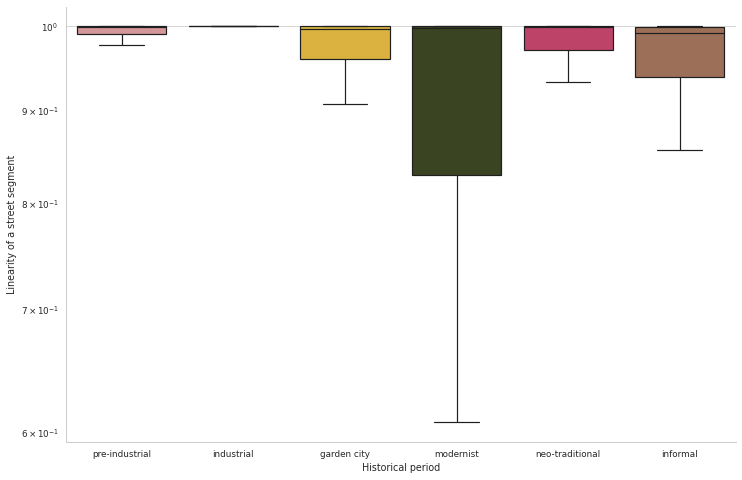 10⁰
9 × 10⁻¹
8 × 10⁻¹
7 × 10⁻¹
6 × 10⁻¹
Linearity of a street segment
pre-industrial industrial garden city modernist neo-traditional informal
Historical period